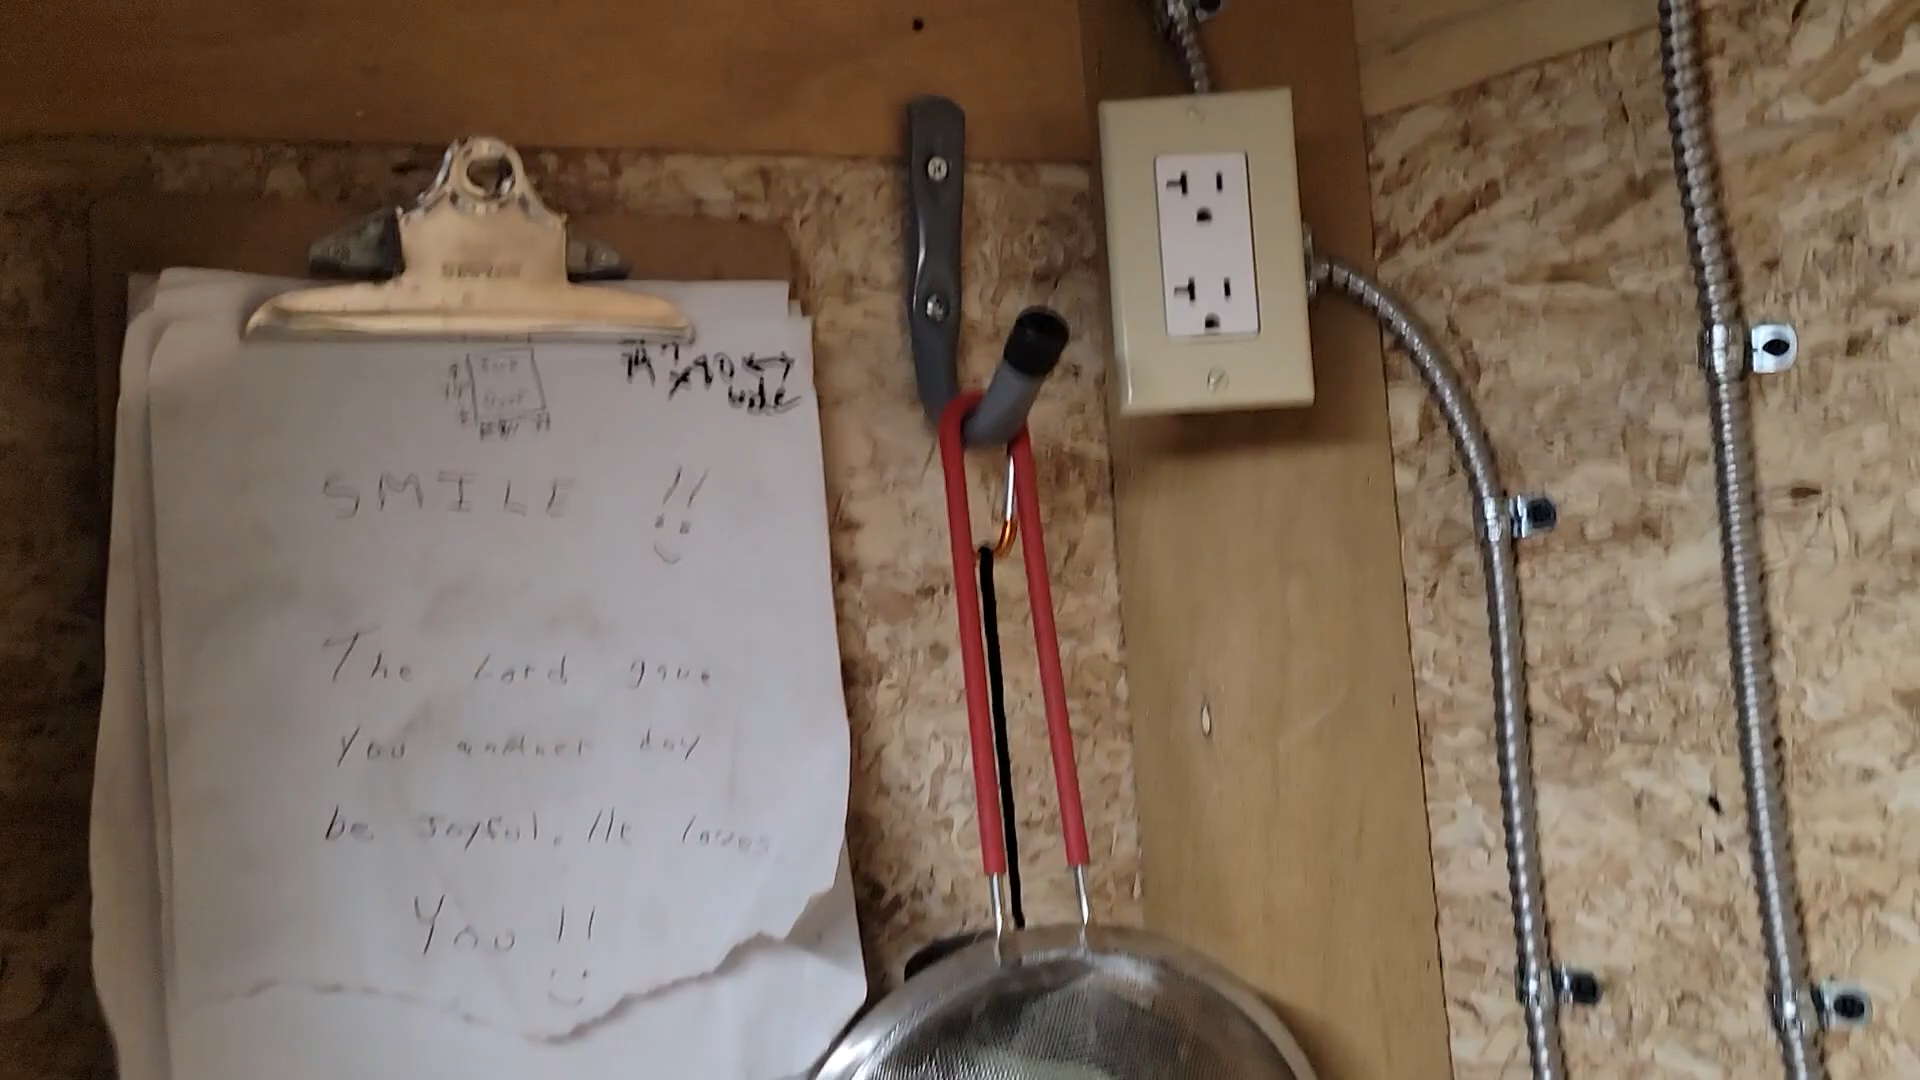 SMILE !!
The Lord gave
you another day
be Joyful. He loves
You !!